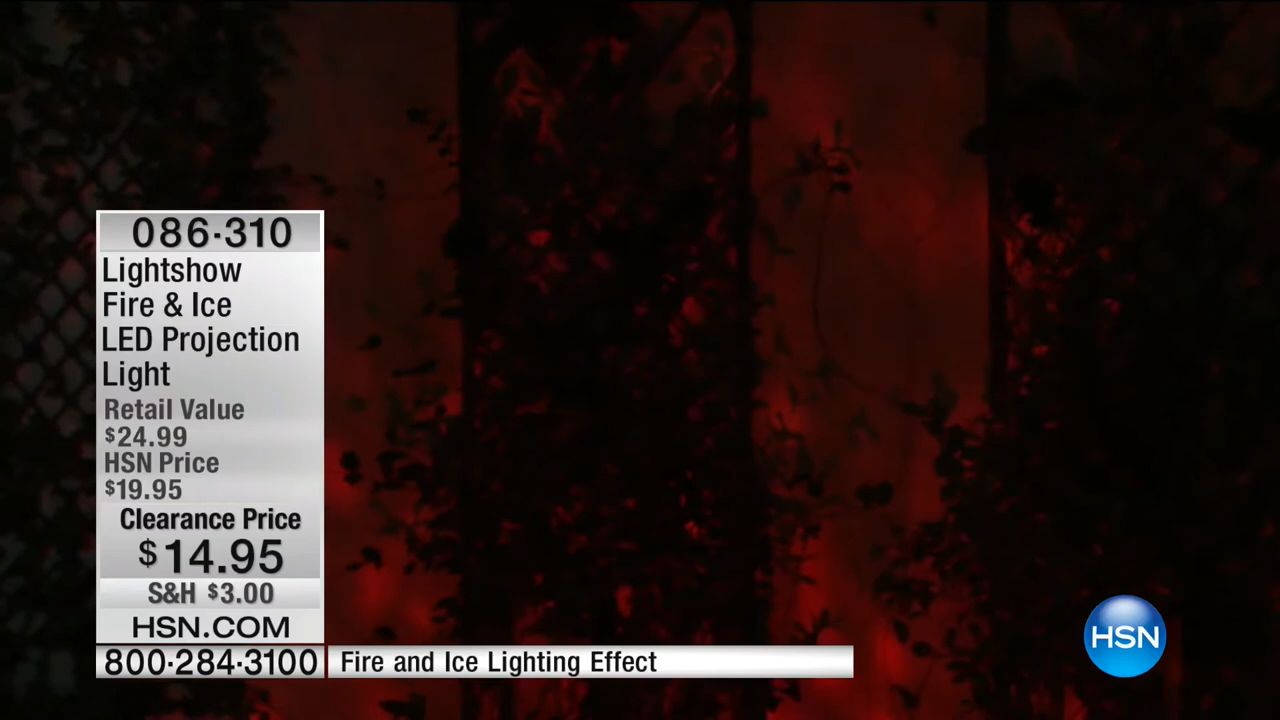 086·310
Lightshow
Fire & Ice
LED Projection
Light
Retail Value
$24.99
HSN Price
$19.95
Clearance Price
$14.95
S&H $3.00
HSN.COM
800·284·3100
Fire and Ice Lighting Effect
HSN